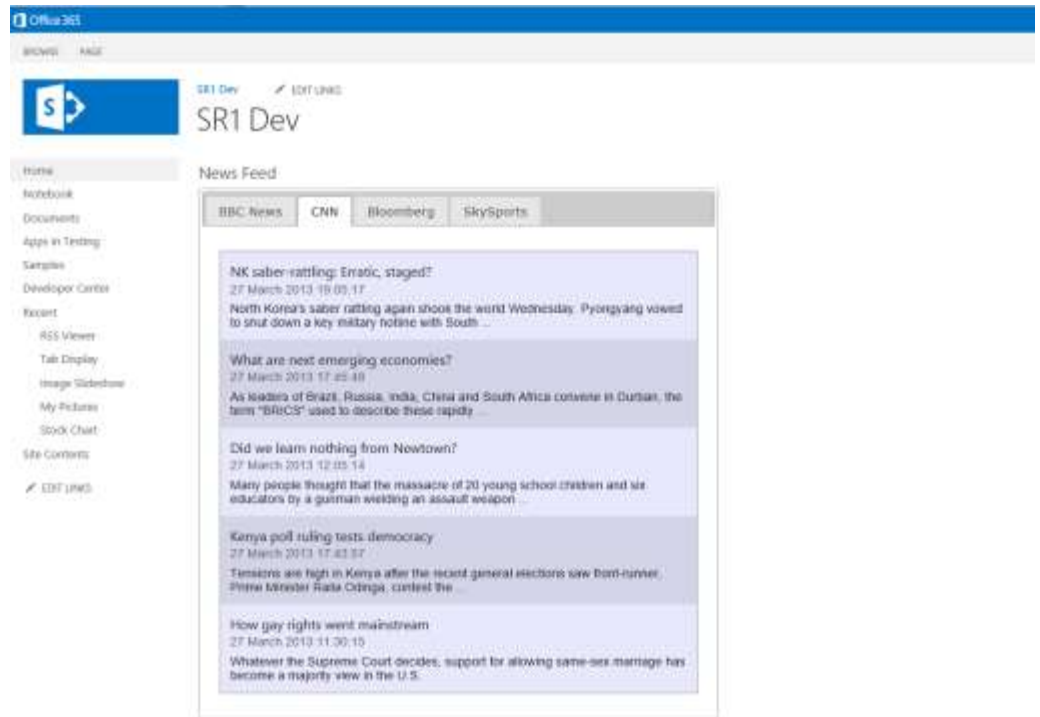 Office 365
BROWSE PAGE
S
SR1 Dev EDIT LINKS
SR1 Dev
Home
Notebook
Documents
Apps in Testing
Samples
Developer Center
Recent
RSS Viewer
Tab Display
Image Slideshow
My Pictures
Stock Chart
Site Contents
EDIT LINKS
News Feed
BBC News CNN Bloomberg SkySports
NK saber-rattling: Erratic, staged?
27 March 2013 19:05:17
North Korea's saber rattling again shook the world Wednesday. Pyongyang vowed
to shut down a key military hotline with South ...
What are next emerging economies?
27 March 2013 17:45:49
As leaders of Brazil, Russia, India, China and South Africa convene in Durban, the
term "BRICS" used to describe these rapidly ...
Did we learn nothing from Newtown?
27 March 2013 12:05:14
Many people thought that the massacre of 20 young school children and six
educators by a gunman wielding an assault weapon ...
Kenya poll ruling tests democracy
27 March 2013 17:43:57
Tensions are high in Kenya after the recent general elections saw front-runner,
Prime Minister Raila Odinga, contest the ...
How gay rights went mainstream
27 March 2013 11:30:15
Whatever the Supreme Court decides, support for allowing same-sex marriage has
become a majority view in the U.S.